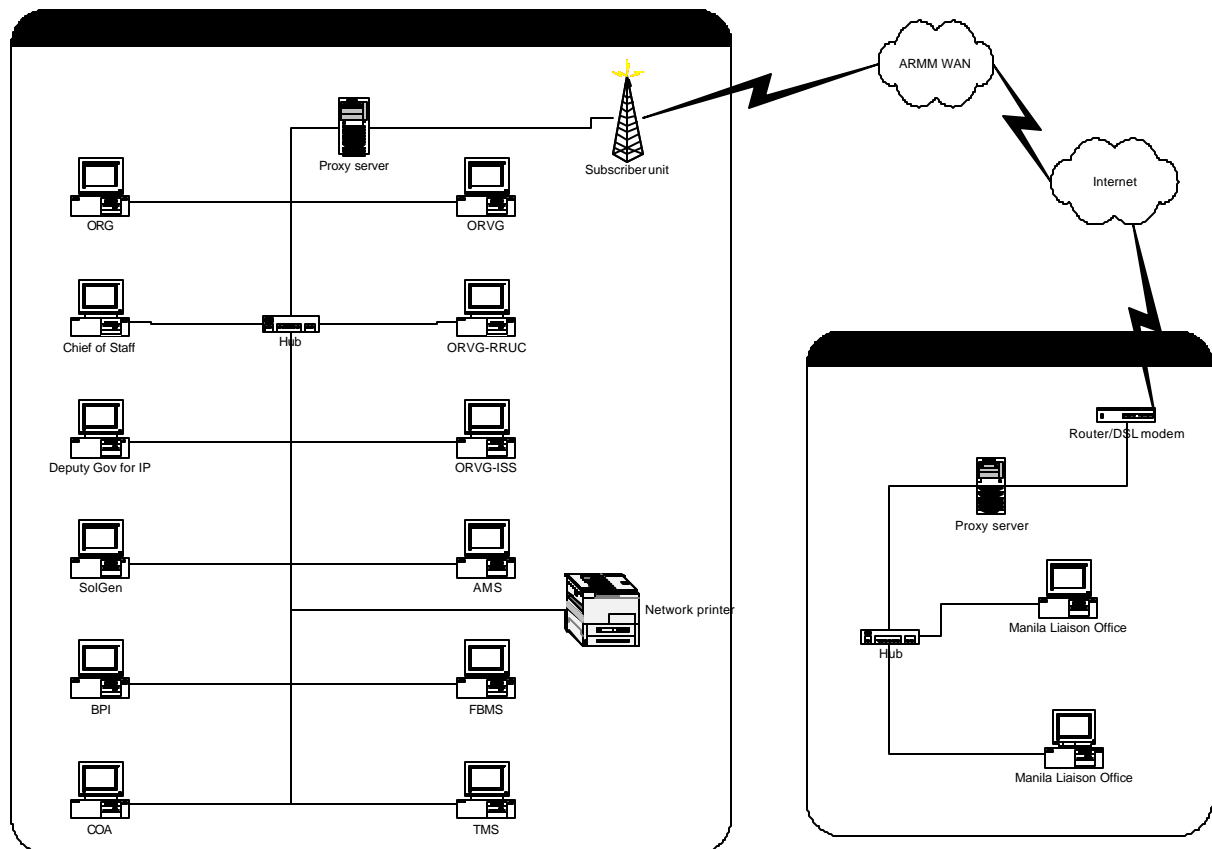 ARMM WAN
Proxy server
Subscriber unit
Internet
ORG
ORVG
Chief of Staff
Hub
ORVG-RRUC
Router/DSL modem
Deputy Gov for IP
ORVG-ISS
Proxy server
SolGen
AMS
Network printer
Manila Liaison Office
Hub
BPI
FBMS
Manila Liaison Office
COA
TMS